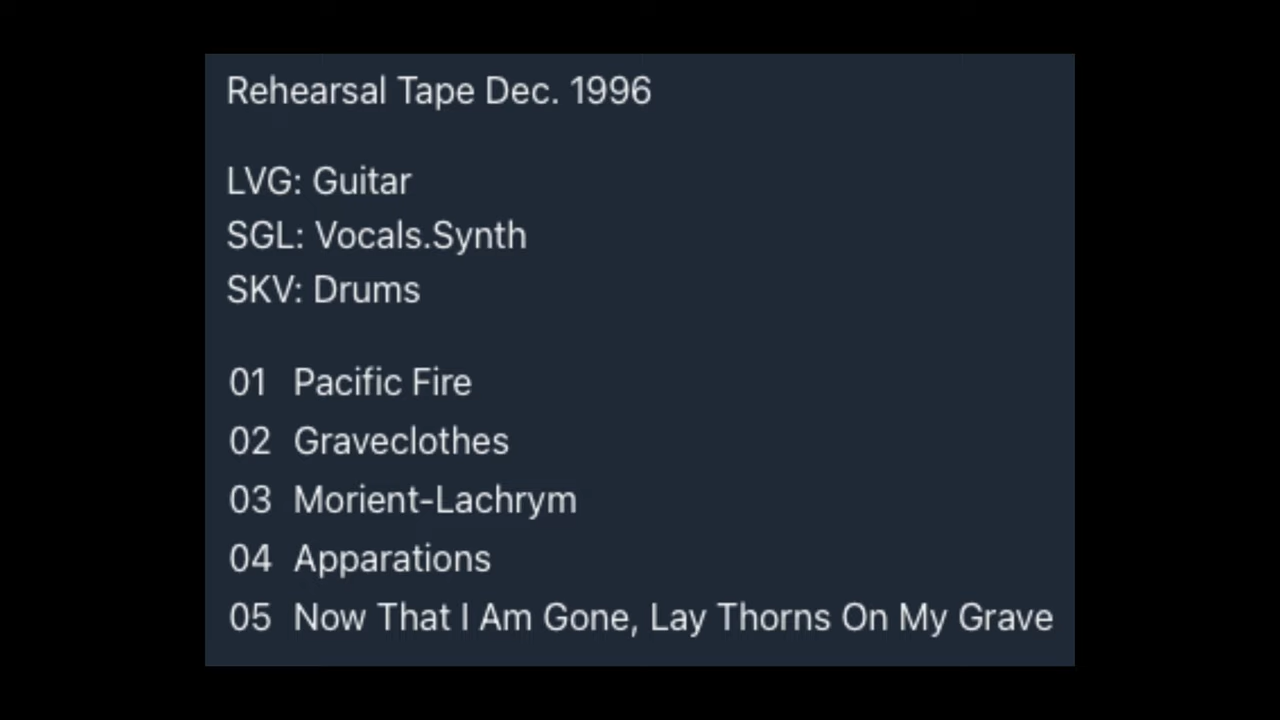 Rehearsal Tape Dec. 1996
LVG: Guitar
SGL: Vocals.Synth
SKV: Drums
01 Pacific Fire
02 Graveclothes
03 Morient-Lachrym
04 Apparations
05 Now That I Am Gone, Lay Thorns On My Grave